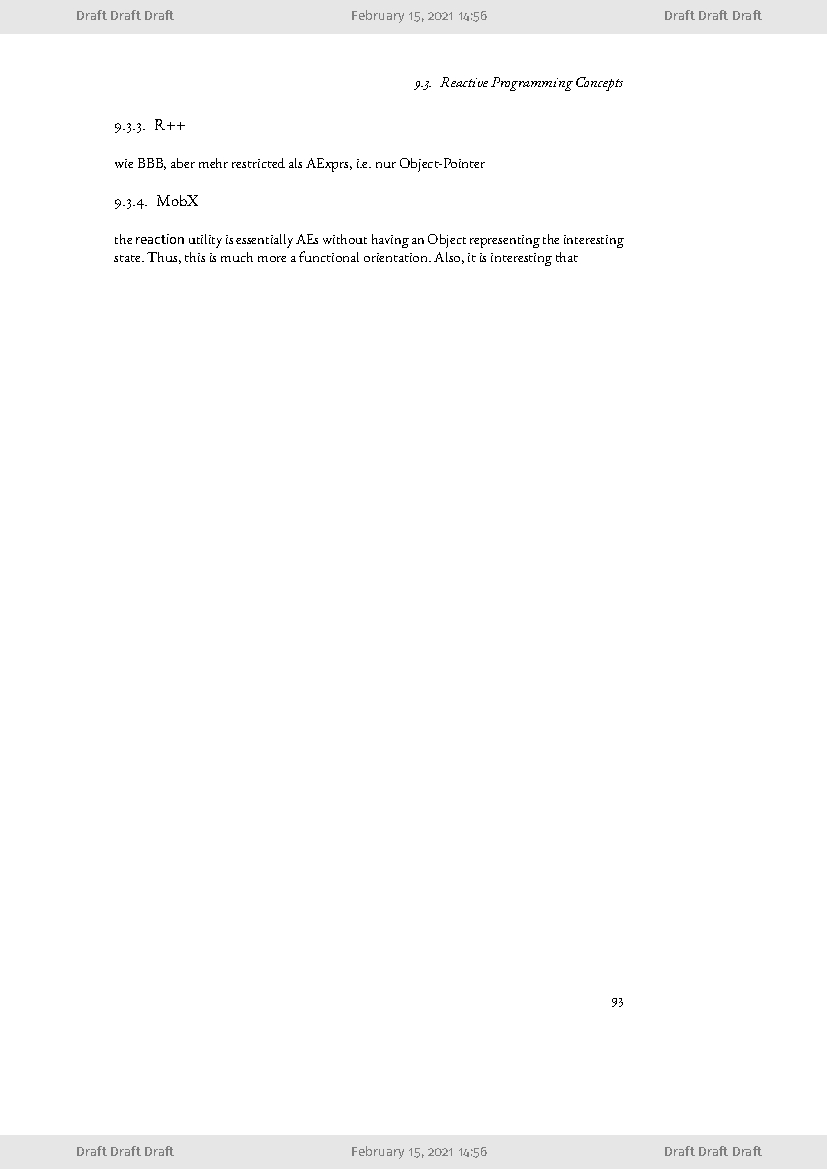 Draft Draft Draft February 15, 2021 14:56 Draft Draft Draft
9.3. Reactive Programming Concepts
9.3.3. R++
wie BBB, aber mehr restricted als AExprs, i.e. nur Object-Pointer
9.3.4. MobX
the reaction utility is essentially AEs without having an Object representing the interesting
state. Thus, this is much more a functional orientation. Also, it is interesting that
93
Draft Draft Draft February 15, 2021 14:56 Draft Draft Draft